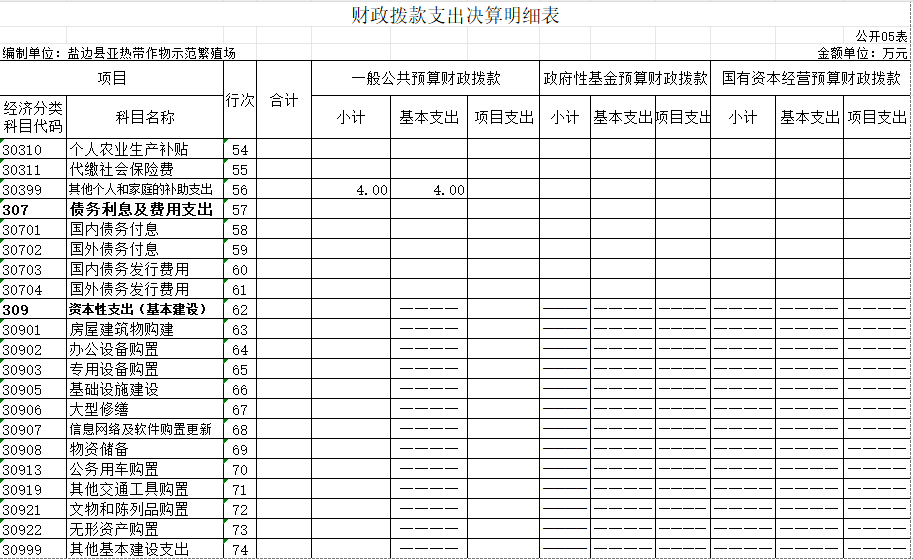 财政拨款支出决算明细表
公开05表
编制单位：盐边县亚热带作物示范繁殖场 金额单位：万元
项目 行次 合计 一般公共预算财政拨款 政府性基金预算财政拨款 国有资本经营预算财政拨款
经济分类科目代码 科目名称 小计 基本支出 项目支出 小计 基本支出 项目支出 小计 基本支出 项目支出
30310 个人农业生产补贴 54
30311 代缴社会保险费 55
30399 其他个人和家庭的补助支出 56 4.00 4.00
307 债务利息及费用支出 57
30701 国内债务付息 58
30702 国外债务付息 59
30703 国内债务发行费用 60
30704 国外债务发行费用 61
309 资本性支出（基本建设） 62 ———— ——— ———— ——— ———— ———— ————
30901 房屋建筑物购建 63 ———— ——— ———— ——— ———— ———— ————
30902 办公设备购置 64 ———— ——— ———— ——— ———— ———— ————
30903 专用设备购置 65 ———— ——— ———— ——— ———— ———— ————
30905 基础设施建设 66 ———— ——— ———— ——— ———— ———— ————
30906 大型修缮 67 ———— ——— ———— ——— ———— ———— ————
30907 信息网络及软件购置更新 68 ———— ——— ———— ——— ———— ———— ————
30908 物资储备 69 ———— ——— ———— ——— ———— ———— ————
30913 公务用车购置 70 ———— ——— ———— ——— ———— ———— ————
30919 其他交通工具购置 71 ———— ——— ———— ——— ———— ———— ————
30921 文物和陈列品购置 72 ———— ——— ———— ——— ———— ———— ————
30922 无形资产购置 73 ———— ——— ———— ——— ———— ———— ————
30999 其他基本建设支出 74 ———— ——— ———— ——— ———— ———— ————